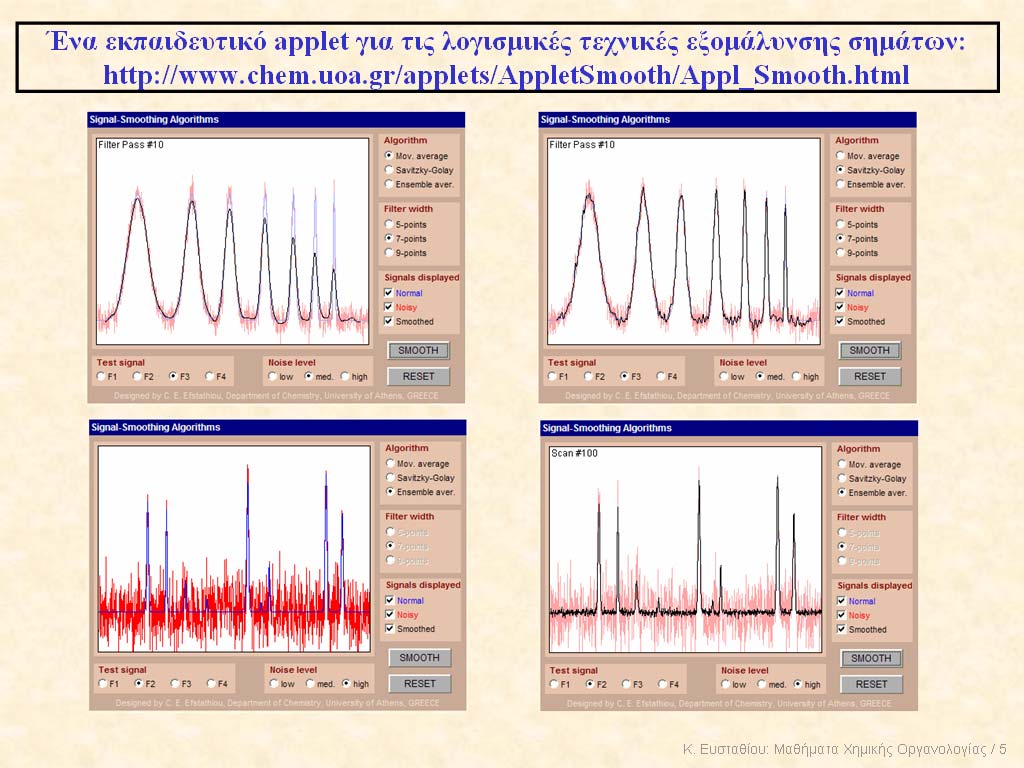 Ένα εκπαιδευτικό applet για τις λογισμικές τεχνικές εξομάλυνσης σημάτων:
http://www.chem.uoa.gr/applets/AppletSmooth/Appl_Smooth.html
Signal-Smoothing Algorithms
Filter Pass #10
Algorithm
Mov. average
Savitzky-Golay
Ensemble aver.
Filter width
5-points
7-points
9-points
Signals displayed
Normal
Noisy
Smoothed
SMOOTH
RESET
Test signal
F1 F2 F3 F4
Noise level
low med. high
Designed by C. E. Efstathiou, Department of Chemistry, University of Athens, GREECE
Signal-Smoothing Algorithms
Filter Pass #10
Algorithm
Mov. average
Savitzky-Golay
Ensemble aver.
Filter width
5-points
7-points
9-points
Signals displayed
Normal
Noisy
Smoothed
SMOOTH
RESET
Test signal
F1 F2 F3 F4
Noise level
low med. high
Designed by C. E. Efstathiou, Department of Chemistry, University of Athens, GREECE
Signal-Smoothing Algorithms
Algorithm
Mov. average
Savitzky-Golay
Ensemble aver.
Filter width
5-points
7-points
9-points
Signals displayed
Normal
Noisy
Smoothed
SMOOTH
RESET
Test signal
F1 F2 F3 F4
Noise level
low med. high
Designed by C. E. Efstathiou, Department of Chemistry, University of Athens, GREECE
Signal-Smoothing Algorithms
Scan #100
Algorithm
Mov. average
Savitzky-Golay
Ensemble aver.
Filter width
5-points
7-points
9-points
Signals displayed
Normal
Noisy
Smoothed
SMOOTH
RESET
Test signal
F1 F2 F3 F4
Noise level
low med. high
Designed by C. E. Efstathiou, Department of Chemistry, University of Athens, GREECE
Κ. Ευσταθίου: Μαθήματα Χημικής Οργανολογίας / 5